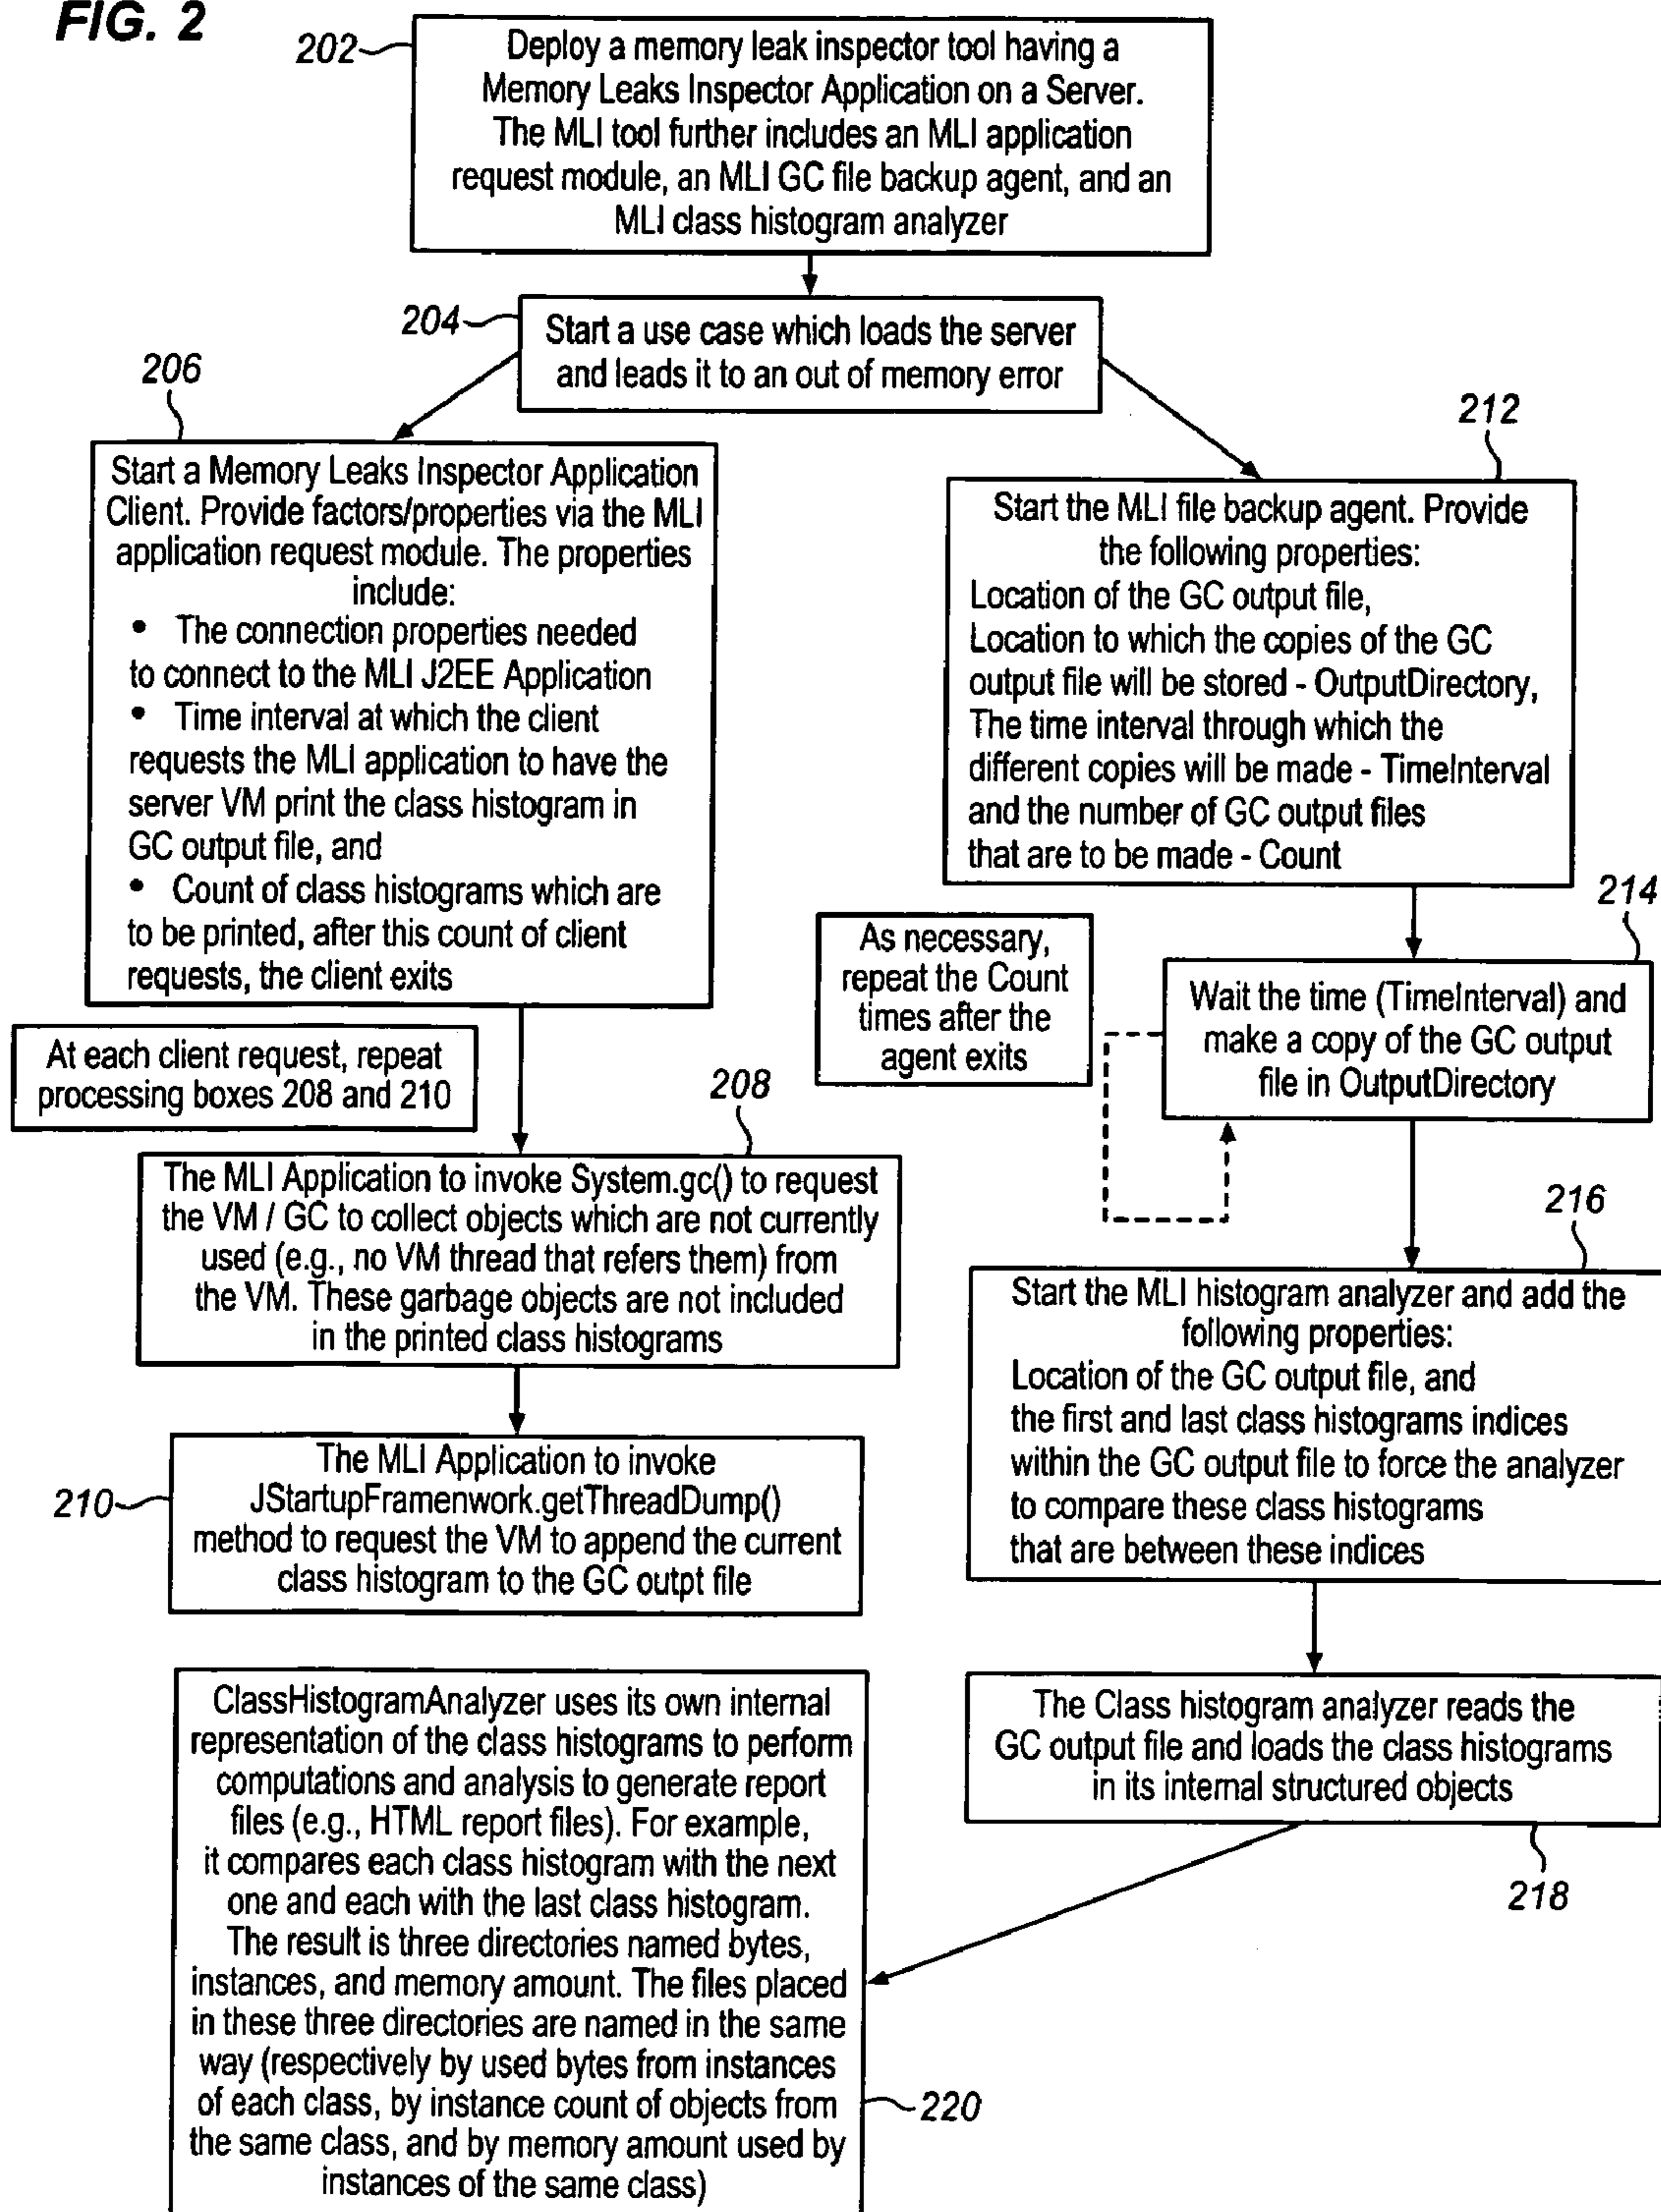 FIG. 2
202
Deploy a memory leak inspector tool having a
Memory Leaks Inspector Application on a Server.
The MLI tool further includes an MLI application
request module, an MLI GC file backup agent, and an
MLI class histogram analyzer
204
Start a use case which loads the server
and leads it to an out of memory error
206
Start a Memory Leaks Inspector Application
Client. Provide factors/properties via the MLI
application request module. The properties
include:
• The connection properties needed
to connect to the MLI J2EE Application
• Time interval at which the client
requests the MLI application to have the
server VM print the class histogram in
GC output file, and
• Count of class histograms which are
to be printed, after this count of client
requests, the client exits
At each client request, repeat
processing boxes 208 and 210
208
The MLI Application to invoke System.gc() to request
the VM / GC to collect objects which are not currently
used (e.g., no VM thread that refers them) from
the VM. These garbage objects are not included
in the printed class histograms
210
The MLI Application to invoke
JStartupFramenwork.getThreadDump()
method to request the VM to append the current
class histogram to the GC outpt file
212
Start the MLI file backup agent. Provide
the following properties:
Location of the GC output file,
Location to which the copies of the GC
output file will be stored - OutputDirectory,
The time interval through which the
different copies will be made - TimeInterval
and the number of GC output files
that are to be made - Count
As necessary,
repeat the Count
times after the
agent exits
214
Wait the time (TimeInterval) and
make a copy of the GC output
file in OutputDirectory
216
Start the MLI histogram analyzer and add the
following properties:
Location of the GC output file, and
the first and last class histograms indices
within the GC output file to force the analyzer
to compare these class histograms
that are between these indices
The Class histogram analyzer reads the
GC output file and loads the class histograms
in its internal structured objects
218
ClassHistogramAnalyzer uses its own internal
representation of the class histograms to perform
computations and analysis to generate report
files (e.g., HTML report files). For example,
it compares each class histogram with the next
one and each with the last class histogram.
The result is three directories named bytes,
instances, and memory amount. The files placed
in these three directories are named in the same
way (respectively by used bytes from instances
of each class, by instance count of objects from
the same class, and by memory amount used by
instances of the same class)
220